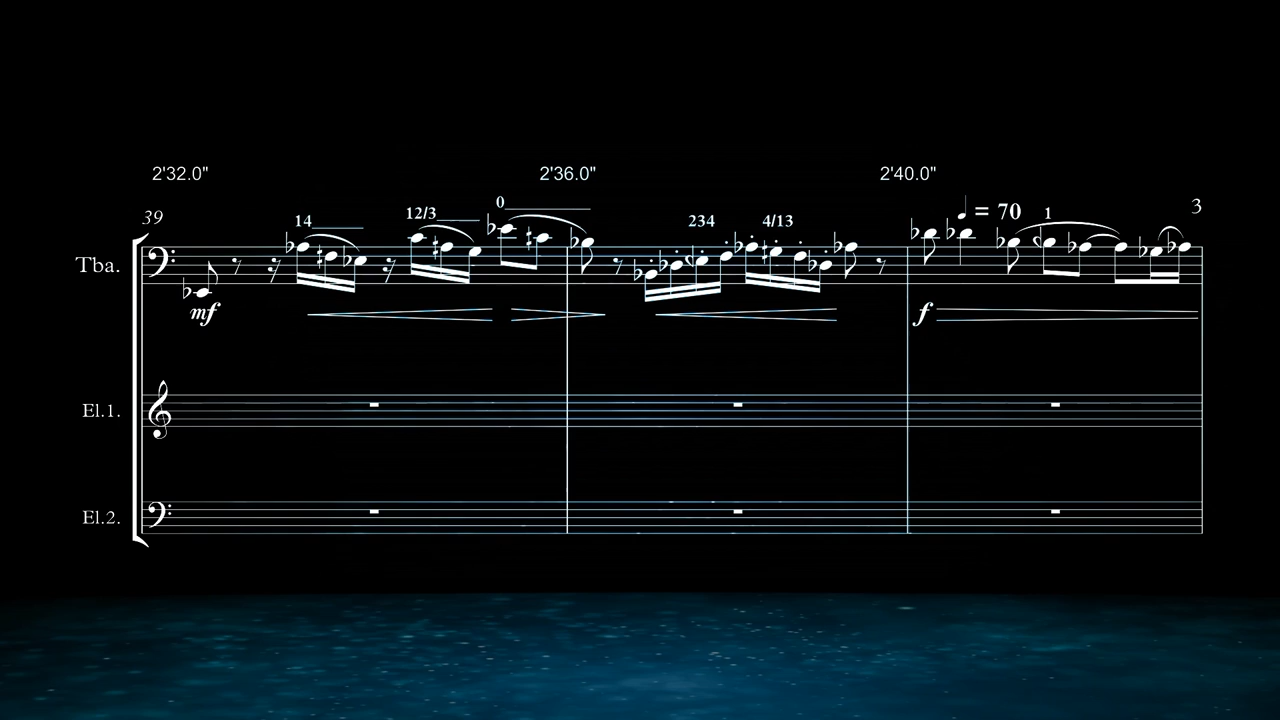 2'32.0" 2'36.0" 2'40.0"
39 14 12/3 0 234 4/13 = 70 1 3
Tba.
mf f
El.1.
El.2.